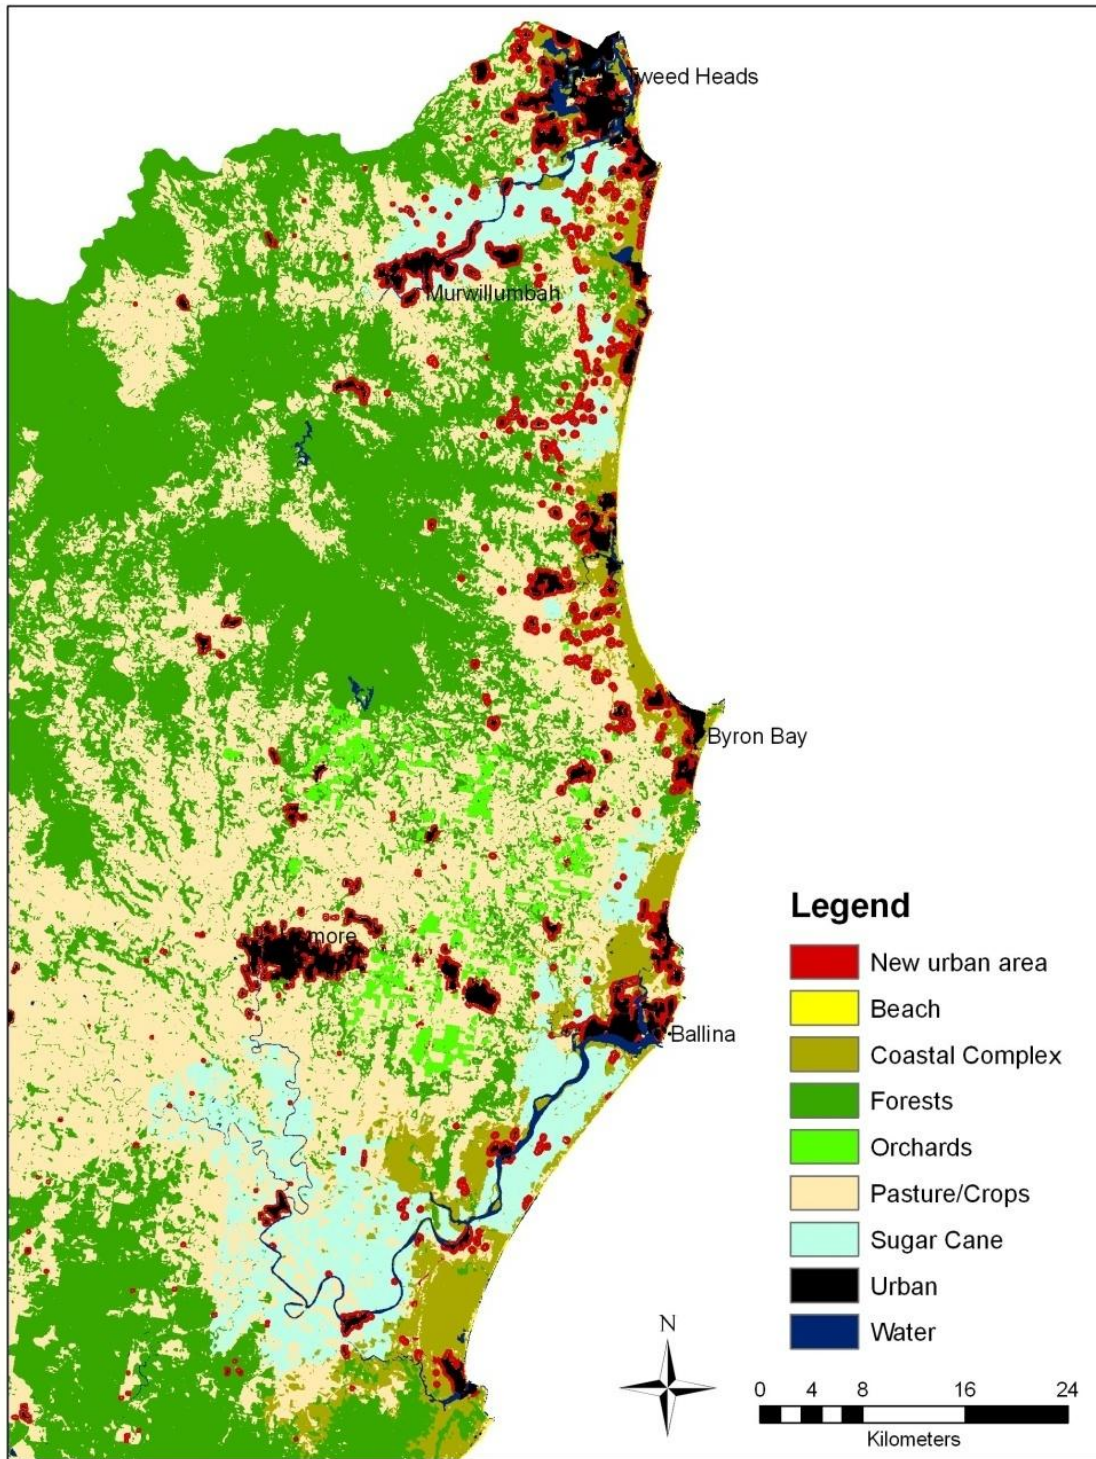 Tweed Heads
Murwillumbah
Byron Bay
more
Ballina
Legend
New urban area
Beach
Coastal Complex
Forests
Orchards
Pasture/Crops
Sugar Cane
Urban
Water
N
0 4 8 16 24
Kilometers